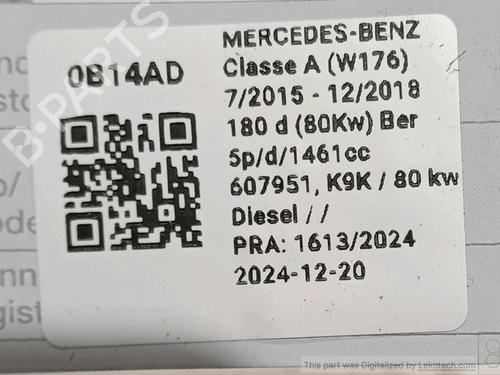 MERCEDES-BENZ
0B14AD
Classe A (W176)
7/2015 - 12/2018
180 d (80Kw) Ber
5p/d/1461cc
607951, K9K / 80 kw
Diesel / /
PRA: 1613/2024
2024-12-20
B-PARTS
This part was Digitalized by Lekotech.com